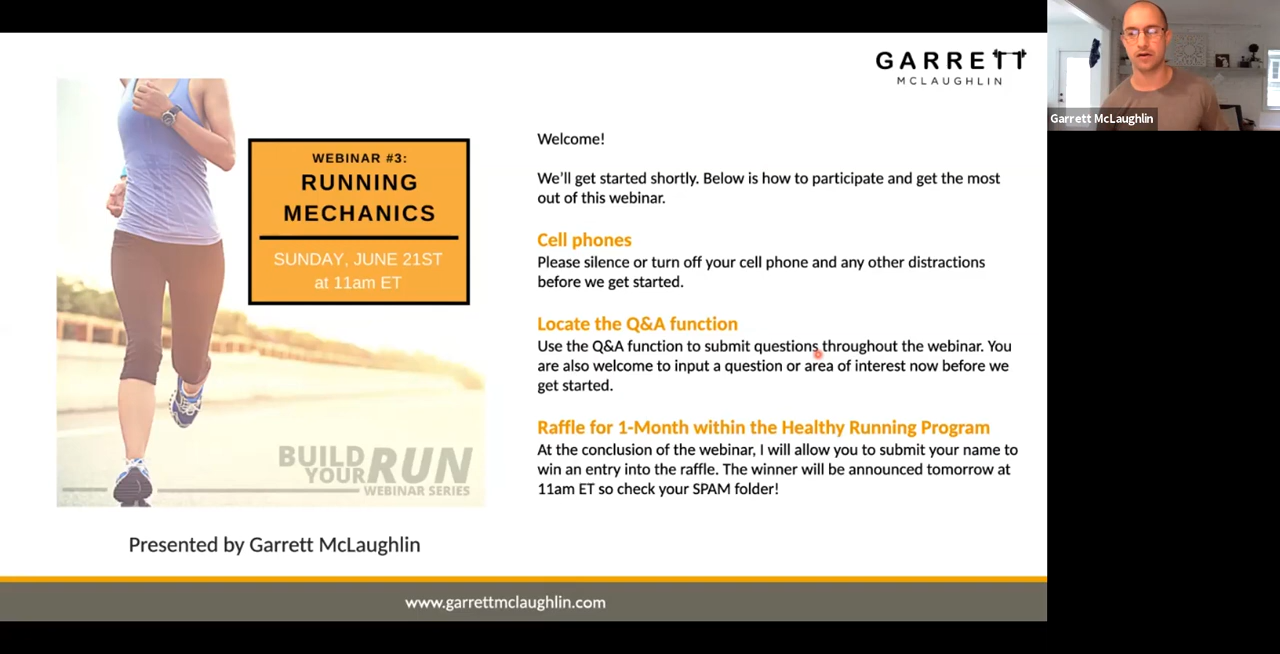 GARRETT
MCLAUGHLIN
Garrett McLaughlin
WEBINAR #3:
RUNNING
MECHANICS
SUNDAY, JUNE 21ST
at 11am ET
BUILD
YOUR
RUN
WEBINAR SERIES
Presented by Garrett McLaughlin
Welcome!
We’ll get started shortly. Below is how to participate and get the most
out of this webinar.
Cell phones
Please silence or turn off your cell phone and any other distractions
before we get started.
Locate the Q&A function
Use the Q&A function to submit questions throughout the webinar. You
are also welcome to input a question or area of interest now before we
get started.
Raffle for 1-Month within the Healthy Running Program
At the conclusion of the webinar, I will allow you to submit your name to
win an entry into the raffle. The winner will be announced tomorrow at
11am ET so check your SPAM folder!
www.garrettmclaughlin.com